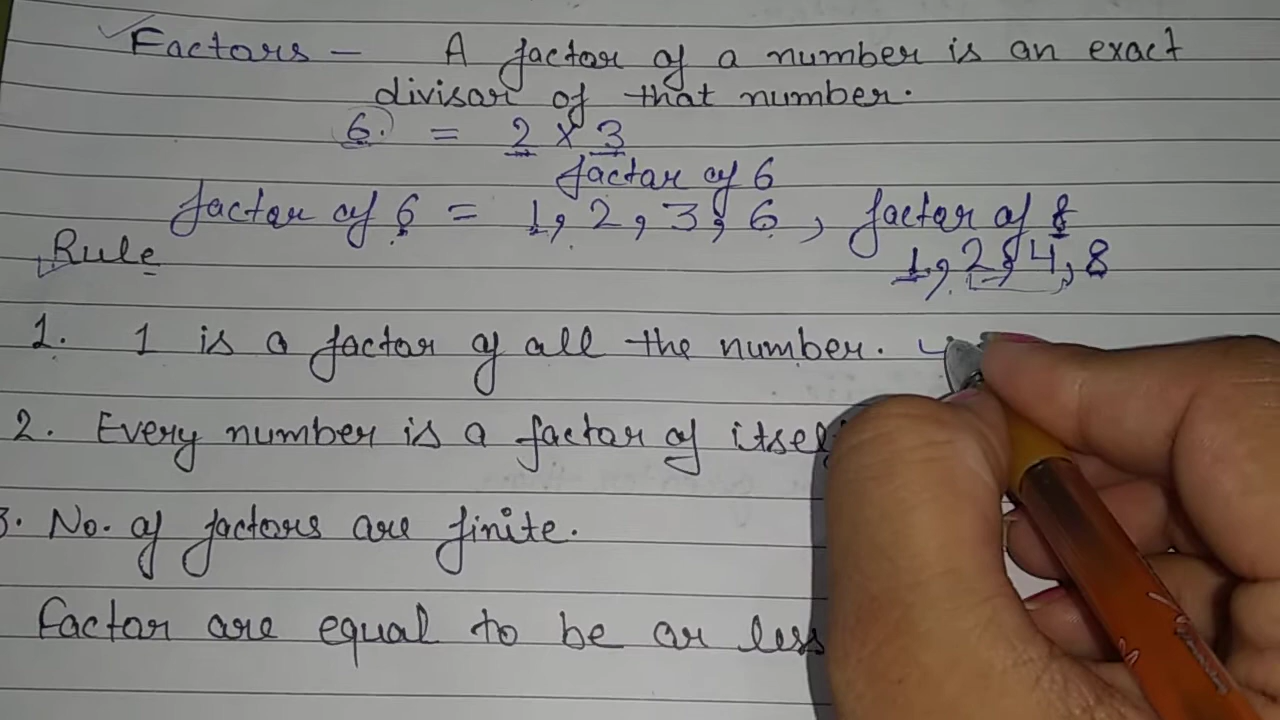 Factors - A factor of a number is an exact
divisar of that number.
6. = 2 x 3
factar of 6
factor of 6 = 1, 2, 3, 6, factor of 8
1, 2, 4, 8
Rule
1. 1 is a factor of all the number.
2. Every number is a factor of itself
3. No. of factors are finite.
Factor are equal to be or less